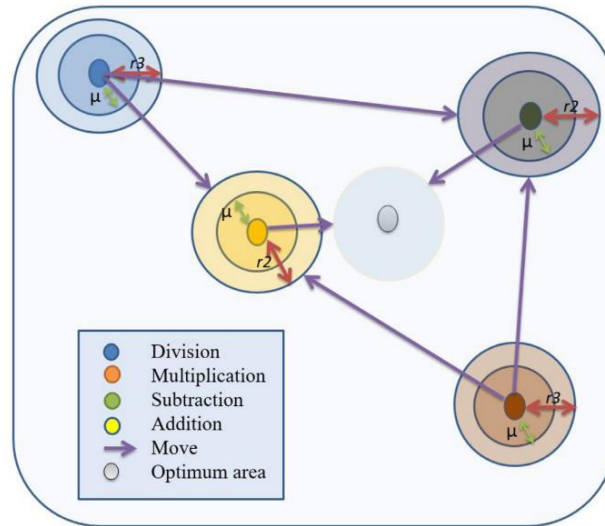 r3
μ
r2
μ
μ
r2
r3
μ
Division
Multiplication
Subtraction
Addition
Move
Optimum area